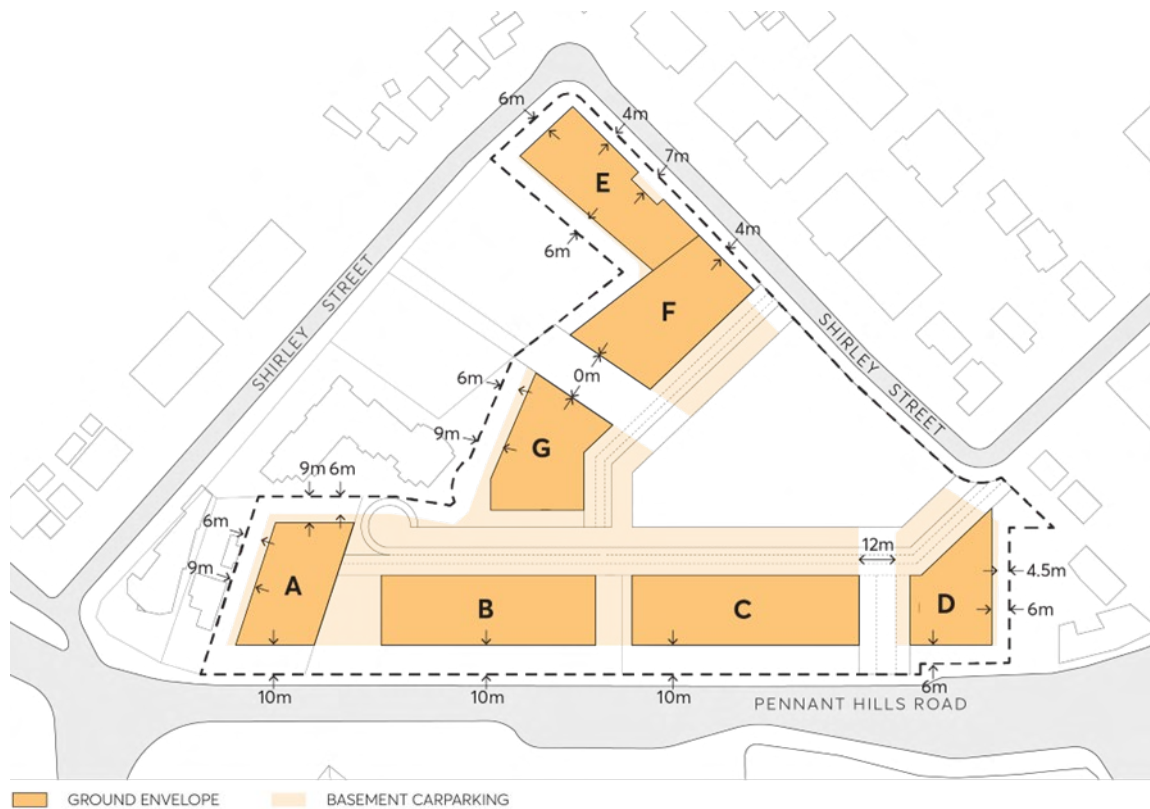 6m
4m
7m
E
4m
6m
F
SHIRLEY STREET
SHIRLEY STREET
0m
6m
9m
G
9m 6m
6m
9m
12m
A
B
C
D
4.5m
6m
10m
10m
10m
6m
PENNANT HILLS ROAD
GROUND ENVELOPE
BASEMENT CARPARKING